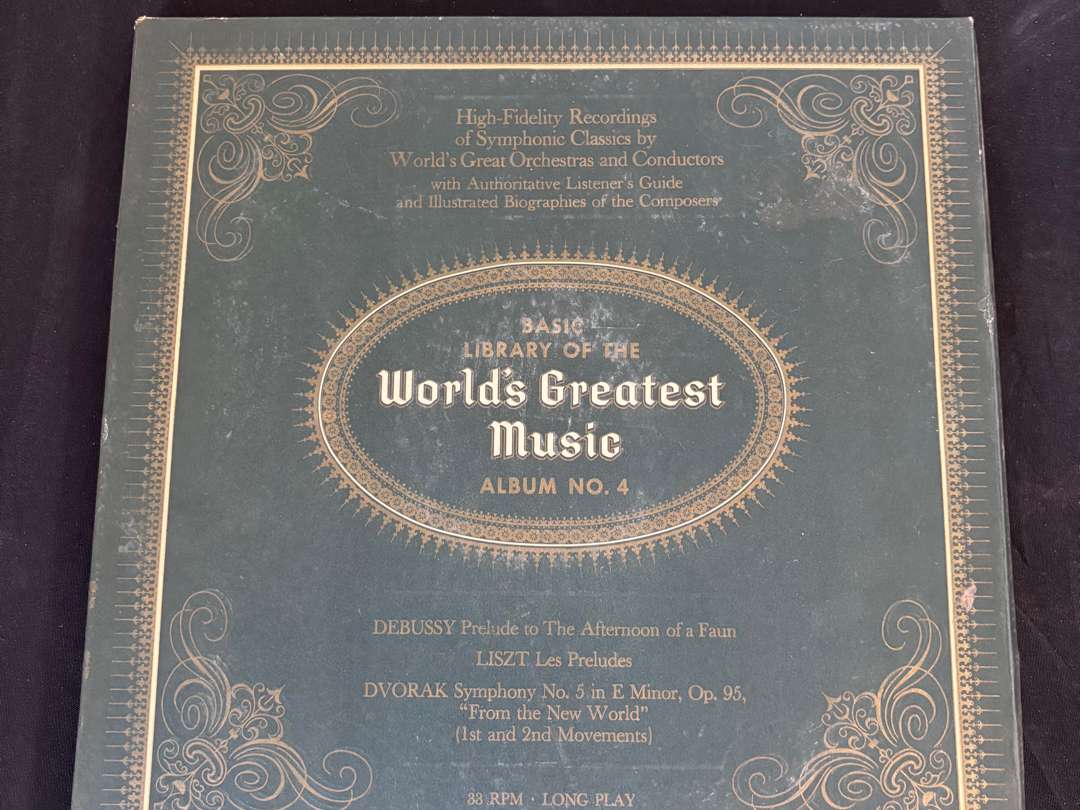 High-Fidelity Recordings
of Symphonic Classics by
World's Great Orchestras and Conductors
with Authoritative Listener's Guide
and Illustrated Biographies of the Composers
BASIC
LIBRARY OF THE
World's Greatest
Music
ALBUM NO. 4
DEBUSSY Prelude to The Afternoon of a Faun
LISZT Les Preludes
DVORAK Symphony No. 5 in E Minor, Op. 95,
"From the New World"
(1st and 2nd Movements)
33 RPM · LONG PLAY